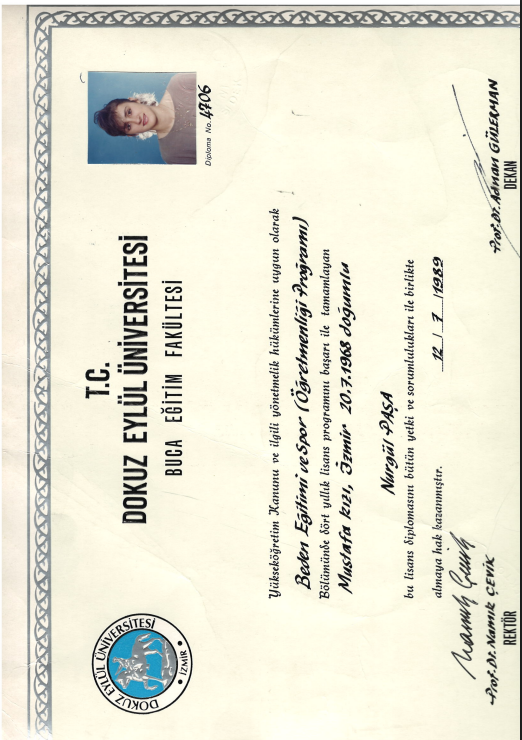 T.C.
DOKUZ EYLÜL ÜNİVERSİTESİ
BUCA EĞİTİM FAKÜLTESİ
DOKUZ EYLÜL ÜNİVERSİTESİ
• İZMİR •
Diploma No. 4706
Yükseköğretim Kanunu ve ilgili yönetmelik hükümlerine uygun olarak
Beden Eğitimi ve Spor (Öğretmenliği Programı)
Bölümünde dört yıllık lisans programını başarı ile tamamlayan
Mustafa kızı, İzmir 20.7.1968 doğumlu
Nurgül PAŞA
bu lisans diplomasını bütün yetki ve sorumlulukları ile birlikte
almaya hak kazanmıştır.
12 / 7 / 1989
Namık Çevik
Prof.Dr. Namık ÇEVİK
REKTÖR
Prof.Dr. Adnan GÜLERMAN
DEKAN